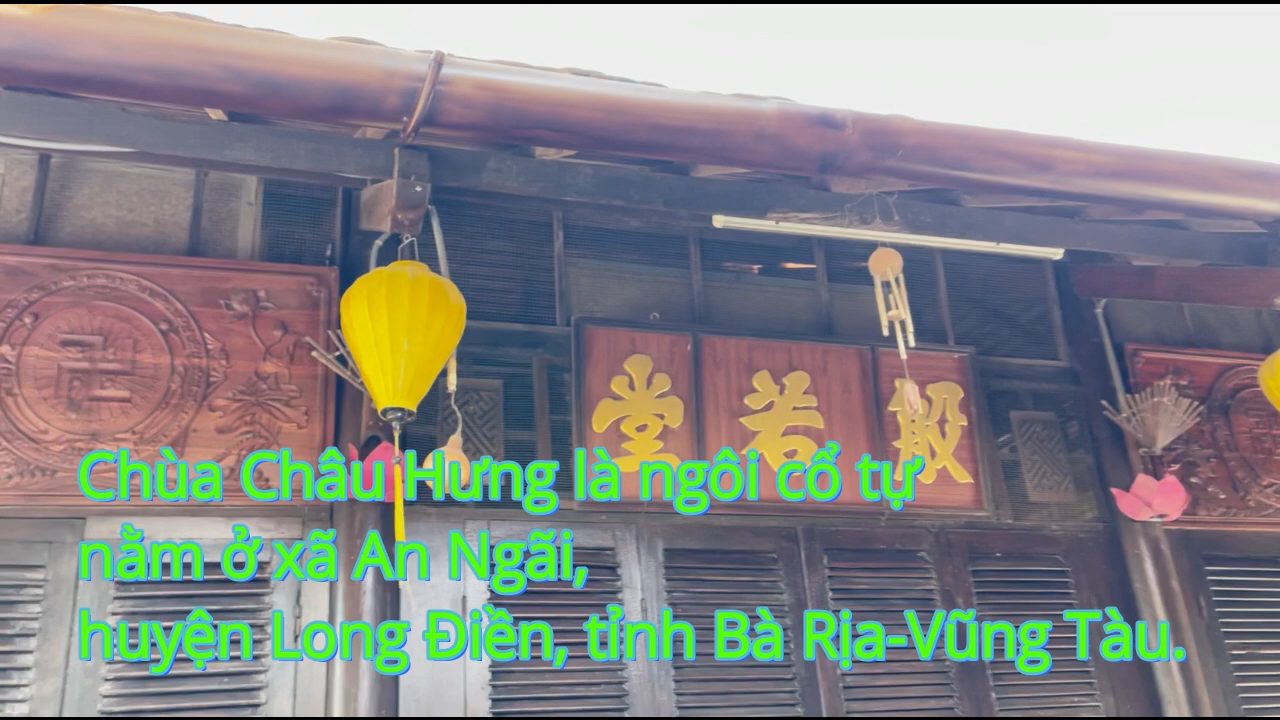 堂若般
Chùa Châu Hưng là ngôi cổ tự
nằm ở xã An Ngãi,
huyện Long Điền, tỉnh Bà Rịa-Vũng Tàu.